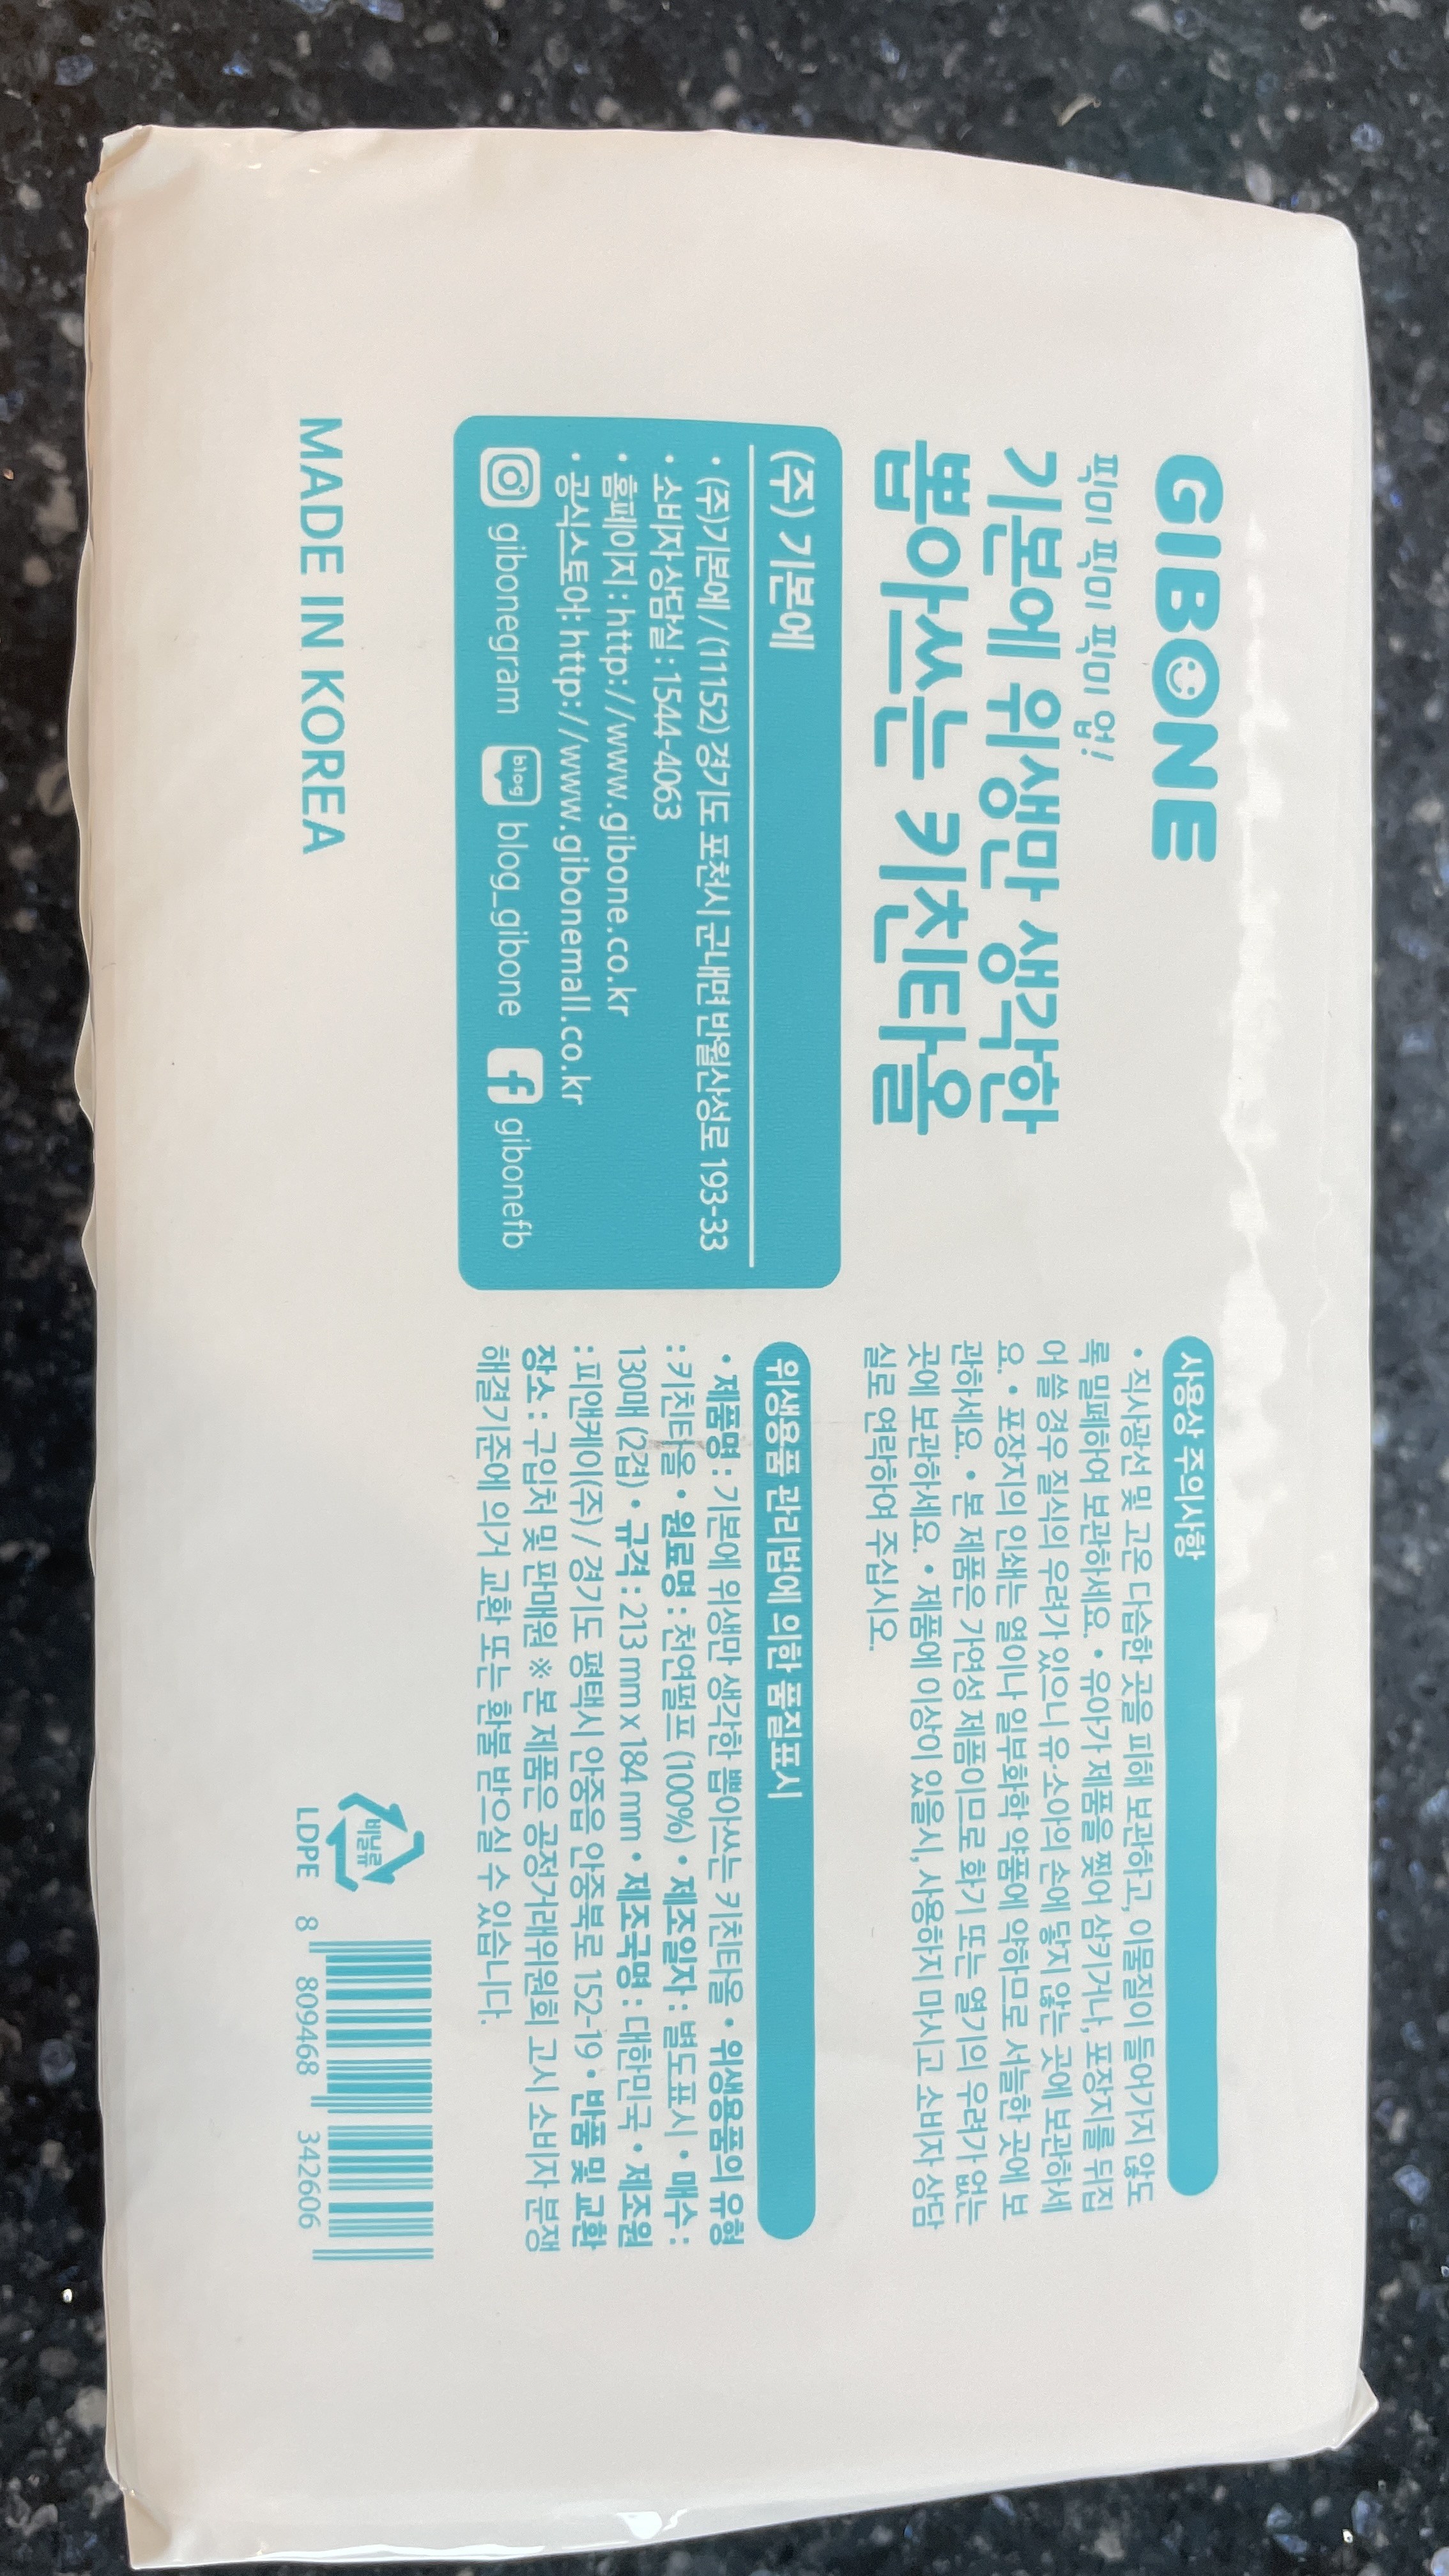 GIBONE
픽미 픽미 픽미 업!
기본에 위생만 생각한
뽑아쓰는 키친타올
(주) 기본에
• (주)기본에 / (11152) 경기도 포천시 군내면 반월산성로 193-33
• 소비자상담실 : 1544-4063
• 홈페이지 : http://www.gibone.co.kr
• 공식스토어: http://www.gibonemall.co.kr
gibonegram blog blog_gibone f gibonefb
MADE IN KOREA
사용상 주의사항
• 직사광선 및 고온 다습한 곳을 피해 보관하고, 이물질이 들어가지 않도
록 밀폐하여 보관하세요. • 유아가 제품을 찢어 삼키거나, 포장지를 뒤집
어 쓸 경우 질식의 우려가 있으니 유·소아의 손에 닿지 않는 곳에 보관하세
요. • 포장지의 인쇄는 열이나 일부화학 약품에 약하므로 서늘한 곳에 보
관하세요. • 본 제품은 가연성 제품이므로 화기 또는 열기의 우려가 없는
곳에 보관하세요. • 제품에 이상이 있을시, 사용하지 마시고 소비자 상담
실로 연락하여 주십시오.
위생용품 관리법에 의한 품질표시
• 제품명 : 기본에 위생만 생각한 뽑아쓰는 키친타올 • 위생용품의 유형
: 키친타올 • 원료명 : 천연펄프 (100%) • 제조일자 : 별도표시 • 매수 :
130매 (2겹) • 규격 : 213 mm x 184 mm • 제조국명 : 대한민국 • 제조원
: 피앤케이(주) / 경기도 평택시 안중읍 안중북로 152-19 • 반품 및 교환
장소 : 구입처 및 판매원 ※ 본 제품은 공정거래위원회 고시 소비자 분쟁
해결기준에 의거 교환 또는 환불 받으실 수 있습니다.
비닐류
LDPE
8 809468 342606